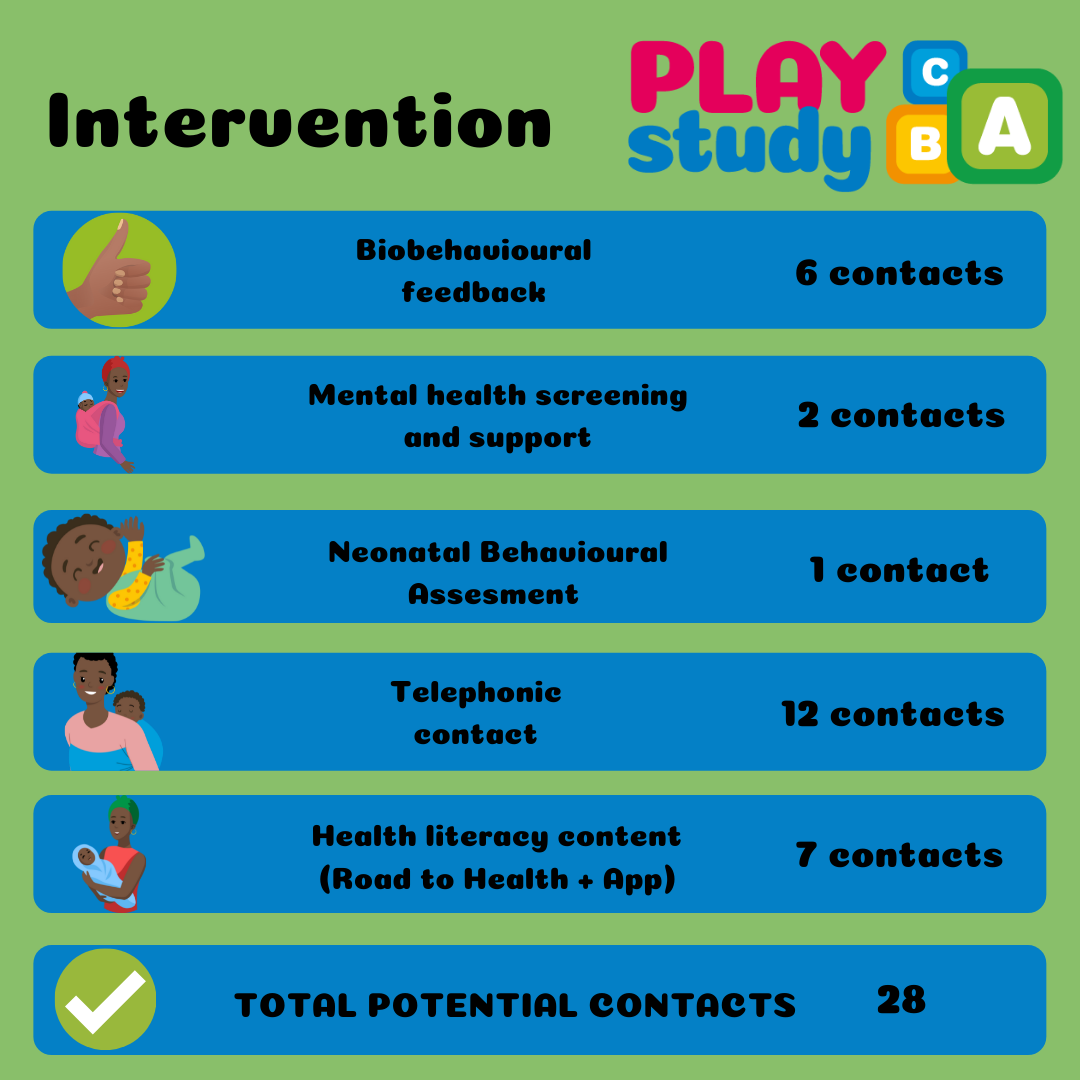 Intervention
PLAY
study
C
B
A
Biobehavioural
feedback
6 contacts
Mental health screening
and support
2 contacts
Neonatal Behavioural
Assesment
1 contact
Telephonic
contact
12 contacts
Health literacy content
(Road to Health + App)
7 contacts
TOTAL POTENTIAL CONTACTS
28